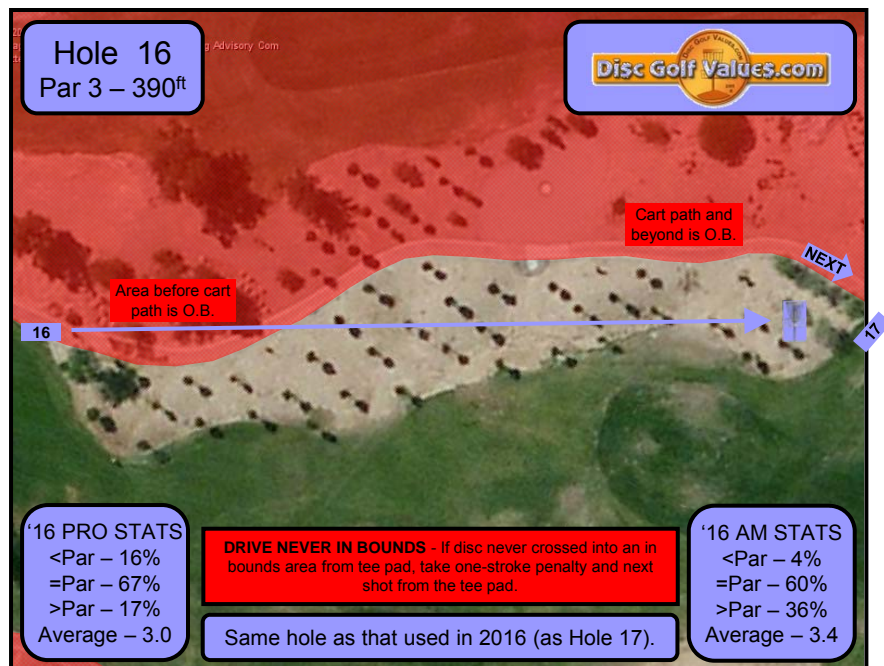 Hole 16
Par 3 – 390ft
g Advisory Com
Disc Golf Values.com
Cart path and
beyond is O.B.
NEXT
Area before cart
path is O.B.
16
17
‘16 PRO STATS
<Par – 16%
=Par – 67%
>Par – 17%
Average – 3.0
DRIVE NEVER IN BOUNDS - If disc never crossed into an in
bounds area from tee pad, take one-stroke penalty and next
shot from the tee pad.
Same hole as that used in 2016 (as Hole 17).
‘16 AM STATS
<Par – 4%
=Par – 60%
>Par – 36%
Average – 3.4